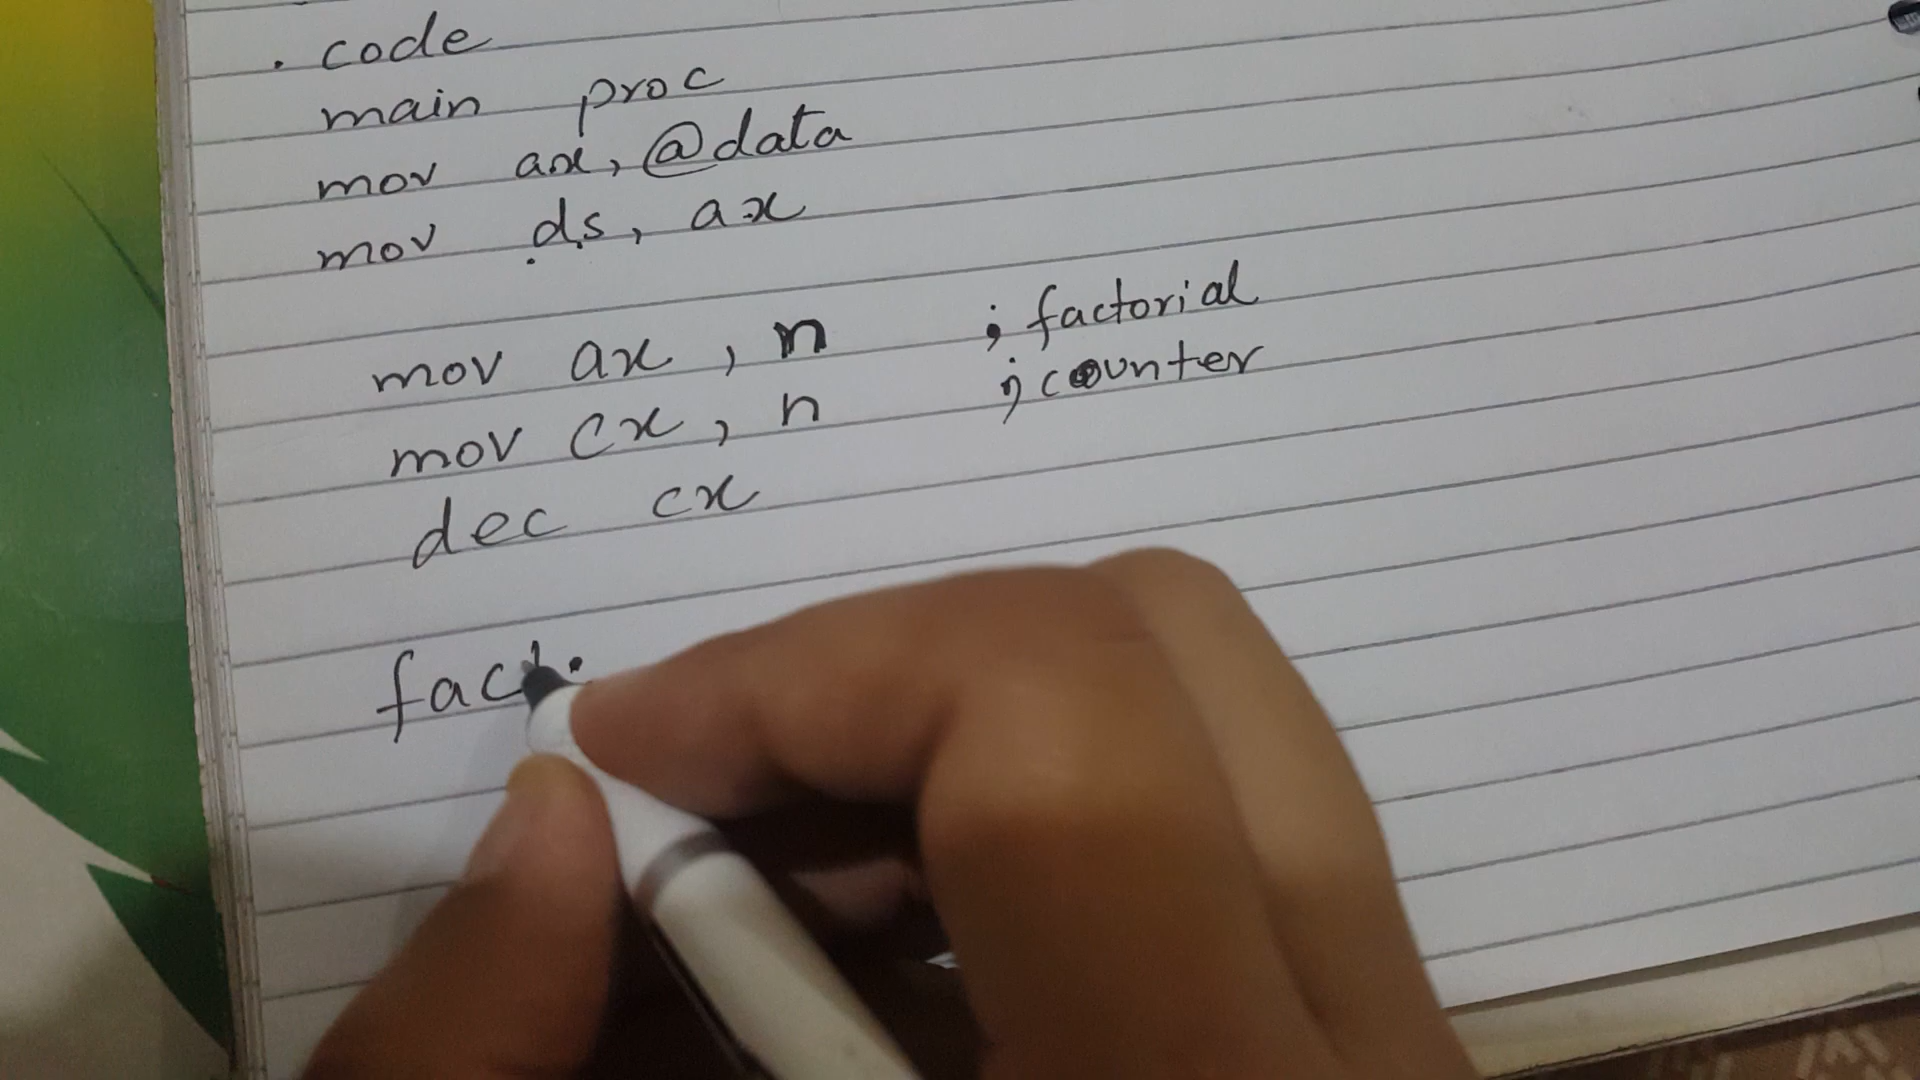 . code
main proc
mov ax, @data
mov ds, ax
mov ax, n ; factorial
mov cx, n ; counter
dec cx
fact: